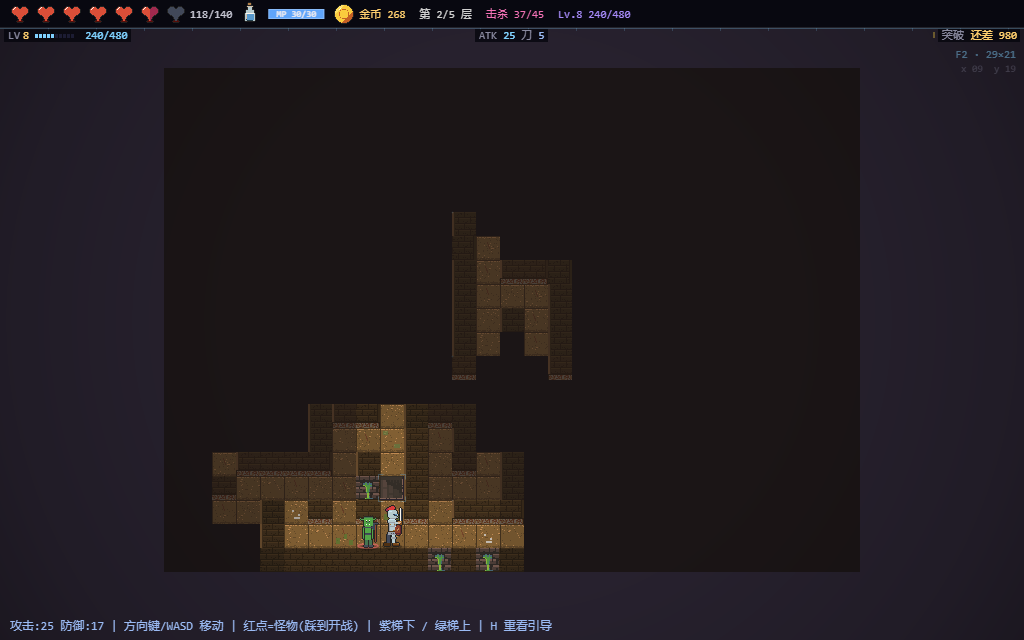 118/140 MP 30/30 金币 268 第 2/5 层 击杀 37/45 Lv.8 240/480
LV 8 240/480 ATK 25 刀 5 突破 还差 980
F2 · 29×21
x 09 y 19
攻击:25 防御:17 | 方向键/WASD 移动 | 红点=怪物(踩到开战) | 紫梯下 / 绿梯上 | H 重看引导